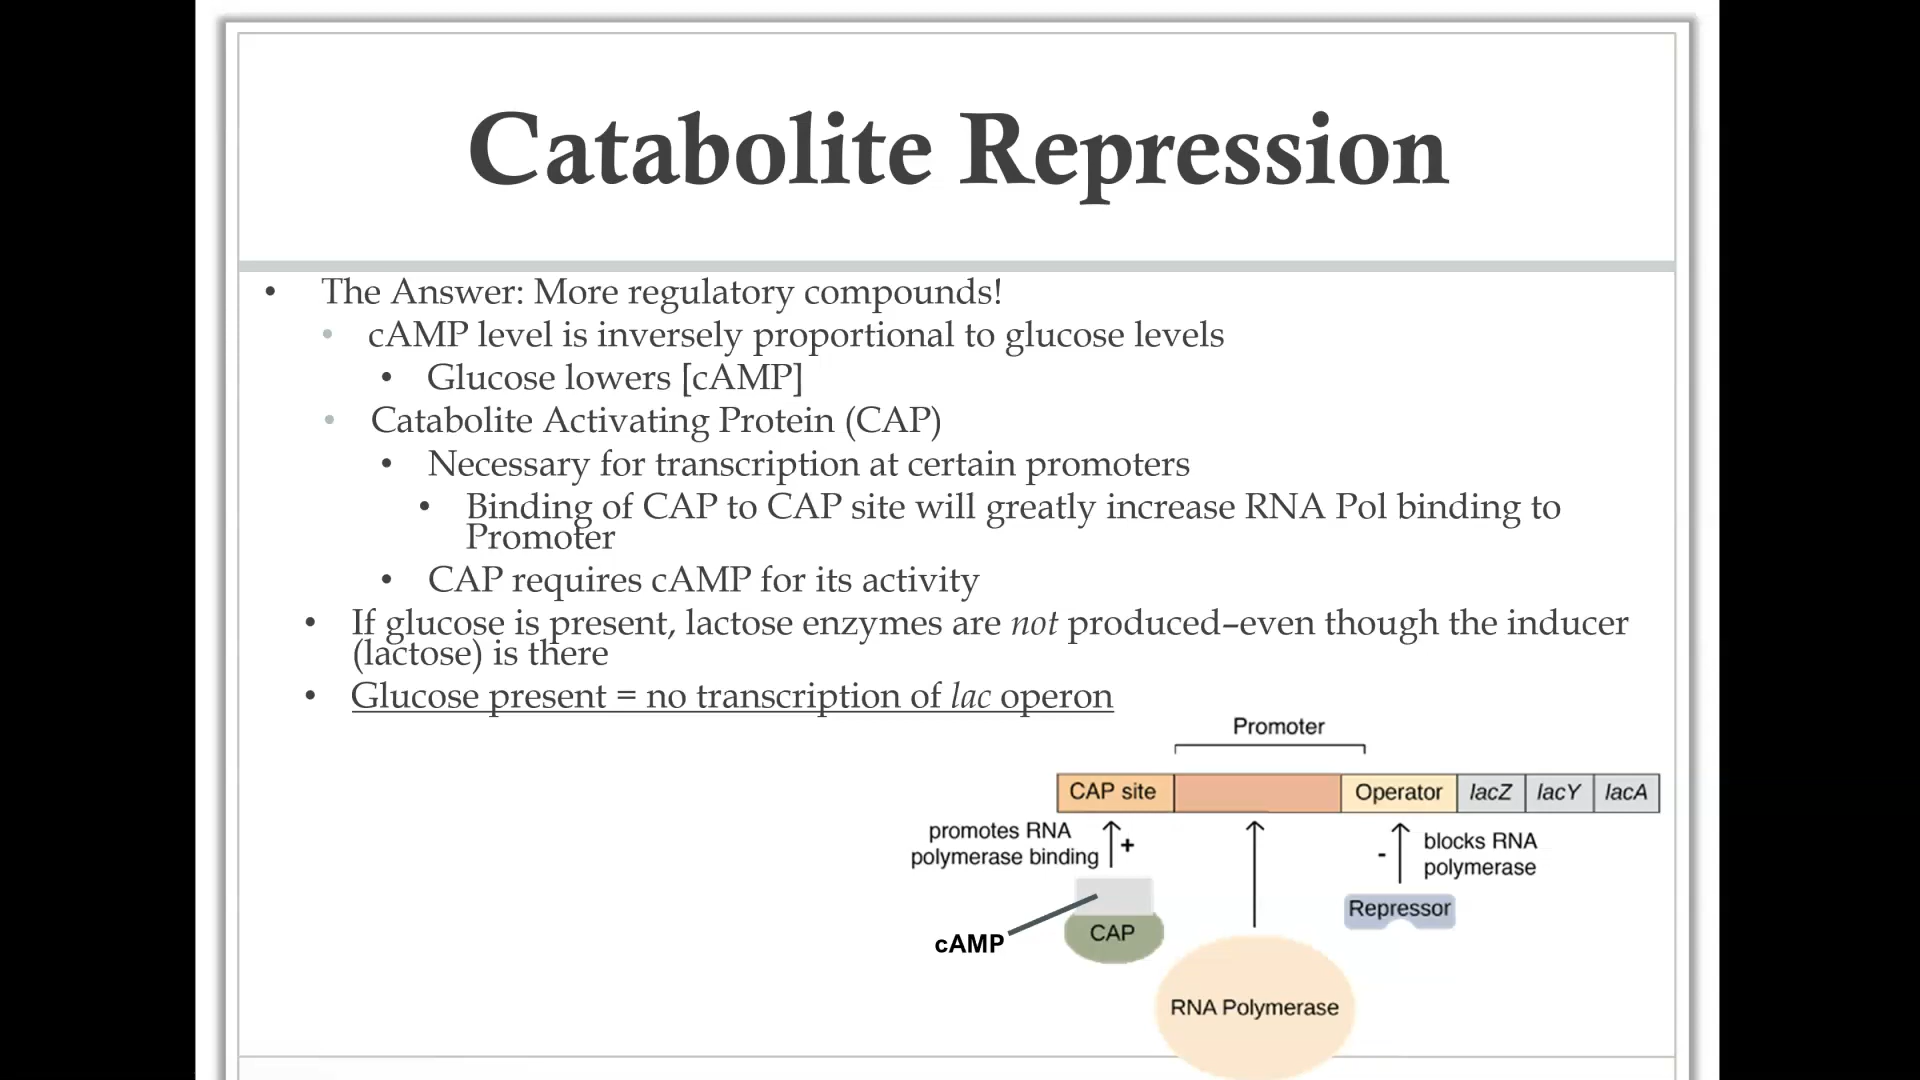 Catabolite Repression
• The Answer: More regulatory compounds!
• cAMP level is inversely proportional to glucose levels
• Glucose lowers [cAMP]
• Catabolite Activating Protein (CAP)
• Necessary for transcription at certain promoters
• Binding of CAP to CAP site will greatly increase RNA Pol binding to
Promoter
• CAP requires cAMP for its activity
• If glucose is present, lactose enzymes are not produced–even though the inducer
(lactose) is there
• Glucose present = no transcription of lac operon
Promoter
CAP site
Operator
lacZ
lacY
lacA
promotes RNA
polymerase binding
+
-
blocks RNA
polymerase
Repressor
cAMP
CAP
RNA Polymerase